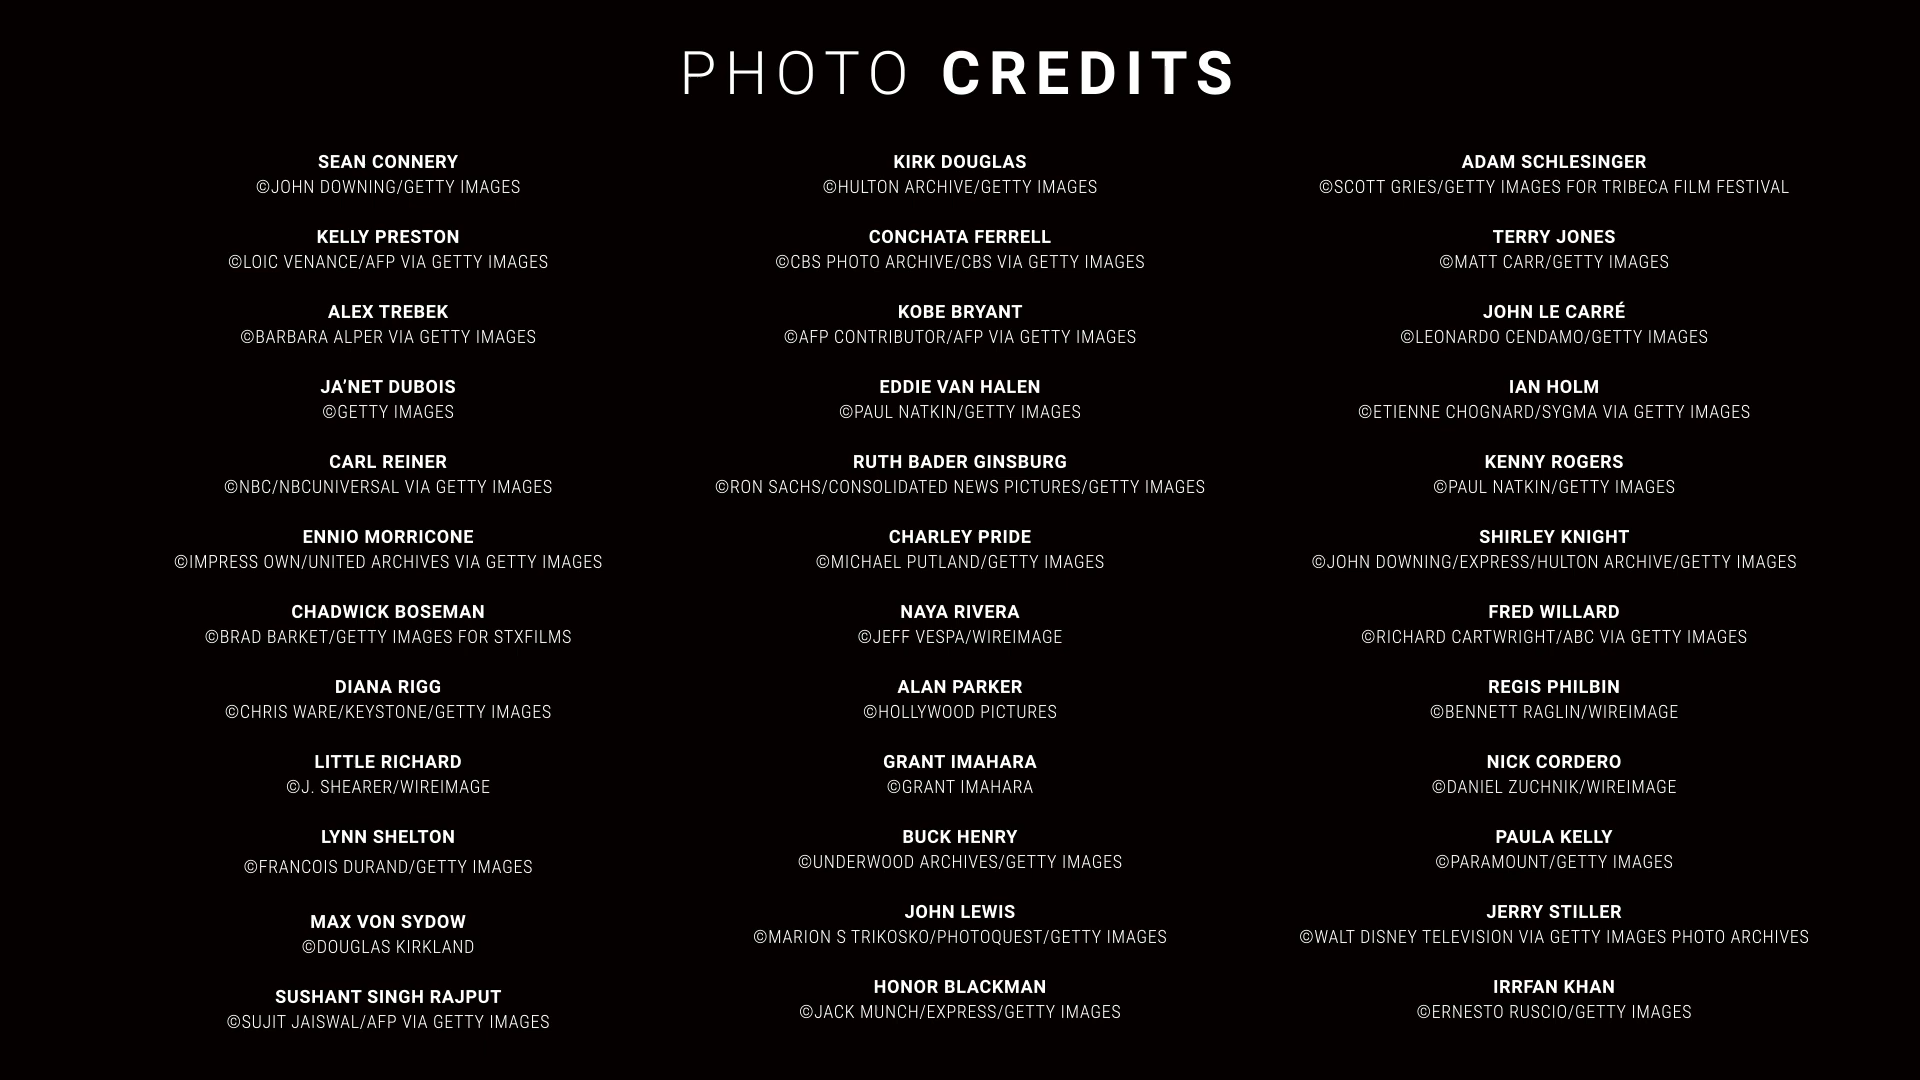 PHOTO CREDITS
SEAN CONNERY
©JOHN DOWNING/GETTY IMAGES
KELLY PRESTON
©LOIC VENANCE/AFP VIA GETTY IMAGES
ALEX TREBEK
©BARBARA ALPER VIA GETTY IMAGES
JA’NET DUBOIS
©GETTY IMAGES
CARL REINER
©NBC/NBCUNIVERSAL VIA GETTY IMAGES
ENNIO MORRICONE
©IMPRESS OWN/UNITED ARCHIVES VIA GETTY IMAGES
CHADWICK BOSEMAN
©BRAD BARKET/GETTY IMAGES FOR STXFILMS
DIANA RIGG
©CHRIS WARE/KEYSTONE/GETTY IMAGES
LITTLE RICHARD
©J. SHEARER/WIREIMAGE
LYNN SHELTON
©FRANCOIS DURAND/GETTY IMAGES
MAX VON SYDOW
©DOUGLAS KIRKLAND
SUSHANT SINGH RAJPUT
©SUJIT JAISWAL/AFP VIA GETTY IMAGES
KIRK DOUGLAS
©HULTON ARCHIVE/GETTY IMAGES
CONCHATA FERRELL
©CBS PHOTO ARCHIVE/CBS VIA GETTY IMAGES
KOBE BRYANT
©AFP CONTRIBUTOR/AFP VIA GETTY IMAGES
EDDIE VAN HALEN
©PAUL NATKIN/GETTY IMAGES
RUTH BADER GINSBURG
©RON SACHS/CONSOLIDATED NEWS PICTURES/GETTY IMAGES
CHARLEY PRIDE
©MICHAEL PUTLAND/GETTY IMAGES
NAYA RIVERA
©JEFF VESPA/WIREIMAGE
ALAN PARKER
©HOLLYWOOD PICTURES
GRANT IMAHARA
©GRANT IMAHARA
BUCK HENRY
©UNDERWOOD ARCHIVES/GETTY IMAGES
JOHN LEWIS
©MARION S TRIKOSKO/PHOTOQUEST/GETTY IMAGES
HONOR BLACKMAN
©JACK MUNCH/EXPRESS/GETTY IMAGES
ADAM SCHLESINGER
©SCOTT GRIES/GETTY IMAGES FOR TRIBECA FILM FESTIVAL
TERRY JONES
©MATT CARR/GETTY IMAGES
JOHN LE CARRÉ
©LEONARDO CENDAMO/GETTY IMAGES
IAN HOLM
©ETIENNE CHOGNARD/SYGMA VIA GETTY IMAGES
KENNY ROGERS
©PAUL NATKIN/GETTY IMAGES
SHIRLEY KNIGHT
©JOHN DOWNING/EXPRESS/HULTON ARCHIVE/GETTY IMAGES
FRED WILLARD
©RICHARD CARTWRIGHT/ABC VIA GETTY IMAGES
REGIS PHILBIN
©BENNETT RAGLIN/WIREIMAGE
NICK CORDERO
©DANIEL ZUCHNIK/WIREIMAGE
PAULA KELLY
©PARAMOUNT/GETTY IMAGES
JERRY STILLER
©WALT DISNEY TELEVISION VIA GETTY IMAGES PHOTO ARCHIVES
IRRFAN KHAN
©ERNESTO RUSCIO/GETTY IMAGES